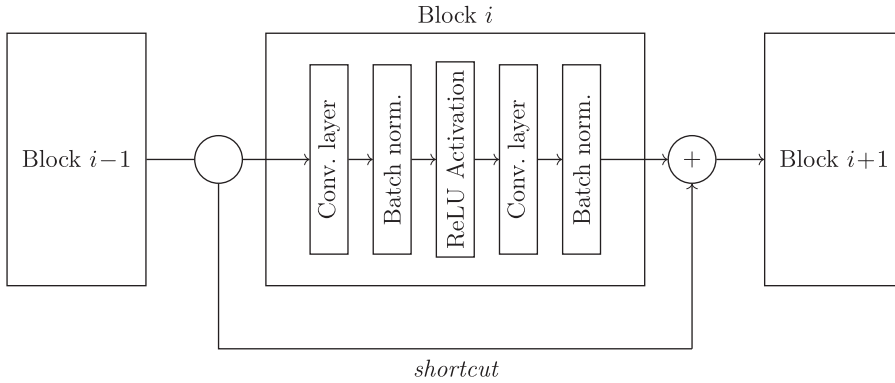 Block i
Block i−1
Conv. layer
Batch norm.
ReLU Activation
Conv. layer
Batch norm.
+
Block i+1
shortcut